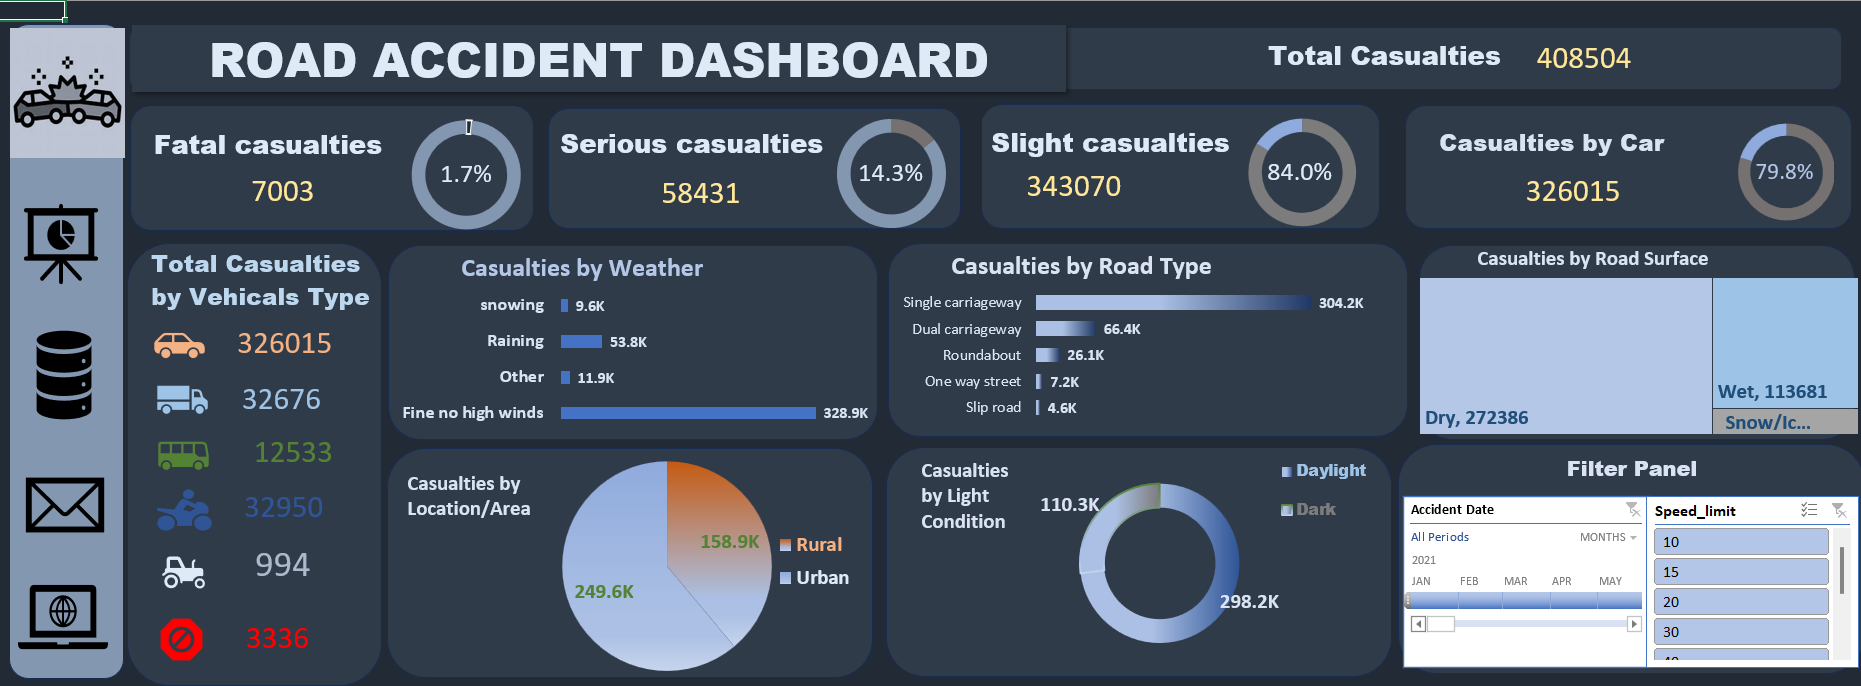 ROAD ACCIDENT DASHBOARD
Total Casualties 408504
Fatal casualties
7003
1.7%
Serious casualties
58431
14.3%
Slight casualties
343070
84.0%
Casualties by Car
326015
79.8%
Total Casualties
by Vehicals Type
326015
32676
12533
32950
994
3336
Casualties by Weather
snowing 9.6K
Raining 53.8K
Other 11.9K
Fine no high winds 328.9K
Casualties by Road Type
Single carriageway 304.2K
Dual carriageway 66.4K
Roundabout 26.1K
One way street 7.2K
Slip road 4.6K
Casualties by Road Surface
Dry, 272386
Wet, 113681
Snow/Ic...
Casualties by
Location/Area
158.9K
249.6K
Rural
Urban
Casualties
by Light
Condition
110.3K
298.2K
Daylight
Dark
Filter Panel
Accident Date
All Periods MONTHS
2021
JAN FEB MAR APR MAY
Speed_limit
10
15
20
30